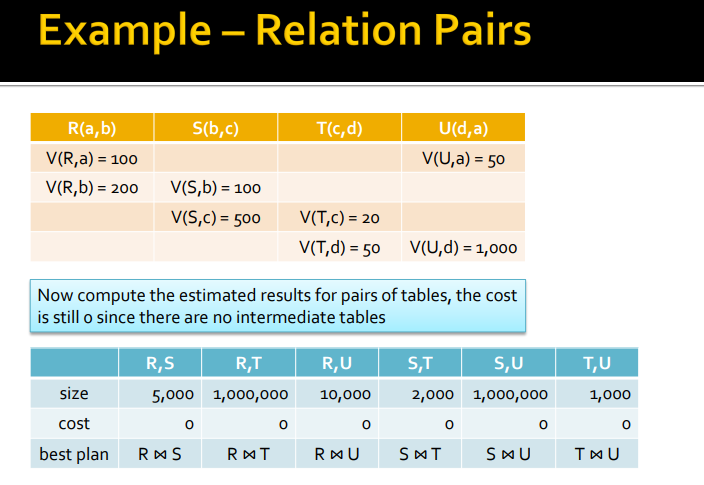 Example – Relation Pairs
R(a,b) S(b,c) T(c,d) U(d,a)
V(R,a) = 100 V(U,a) = 50
V(R,b) = 200 V(S,b) = 100
V(S,c) = 500 V(T,c) = 20
V(T,d) = 50 V(U,d) = 1,000
Now compute the estimated results for pairs of tables, the cost
is still 0 since there are no intermediate tables
R,S R,T R,U S,T S,U T,U
size 5,000 1,000,000 10,000 2,000 1,000,000 1,000
cost 0 0 0 0 0 0
best plan R ⋈ S R ⋈ T R ⋈ U S ⋈ T S ⋈ U T ⋈ U